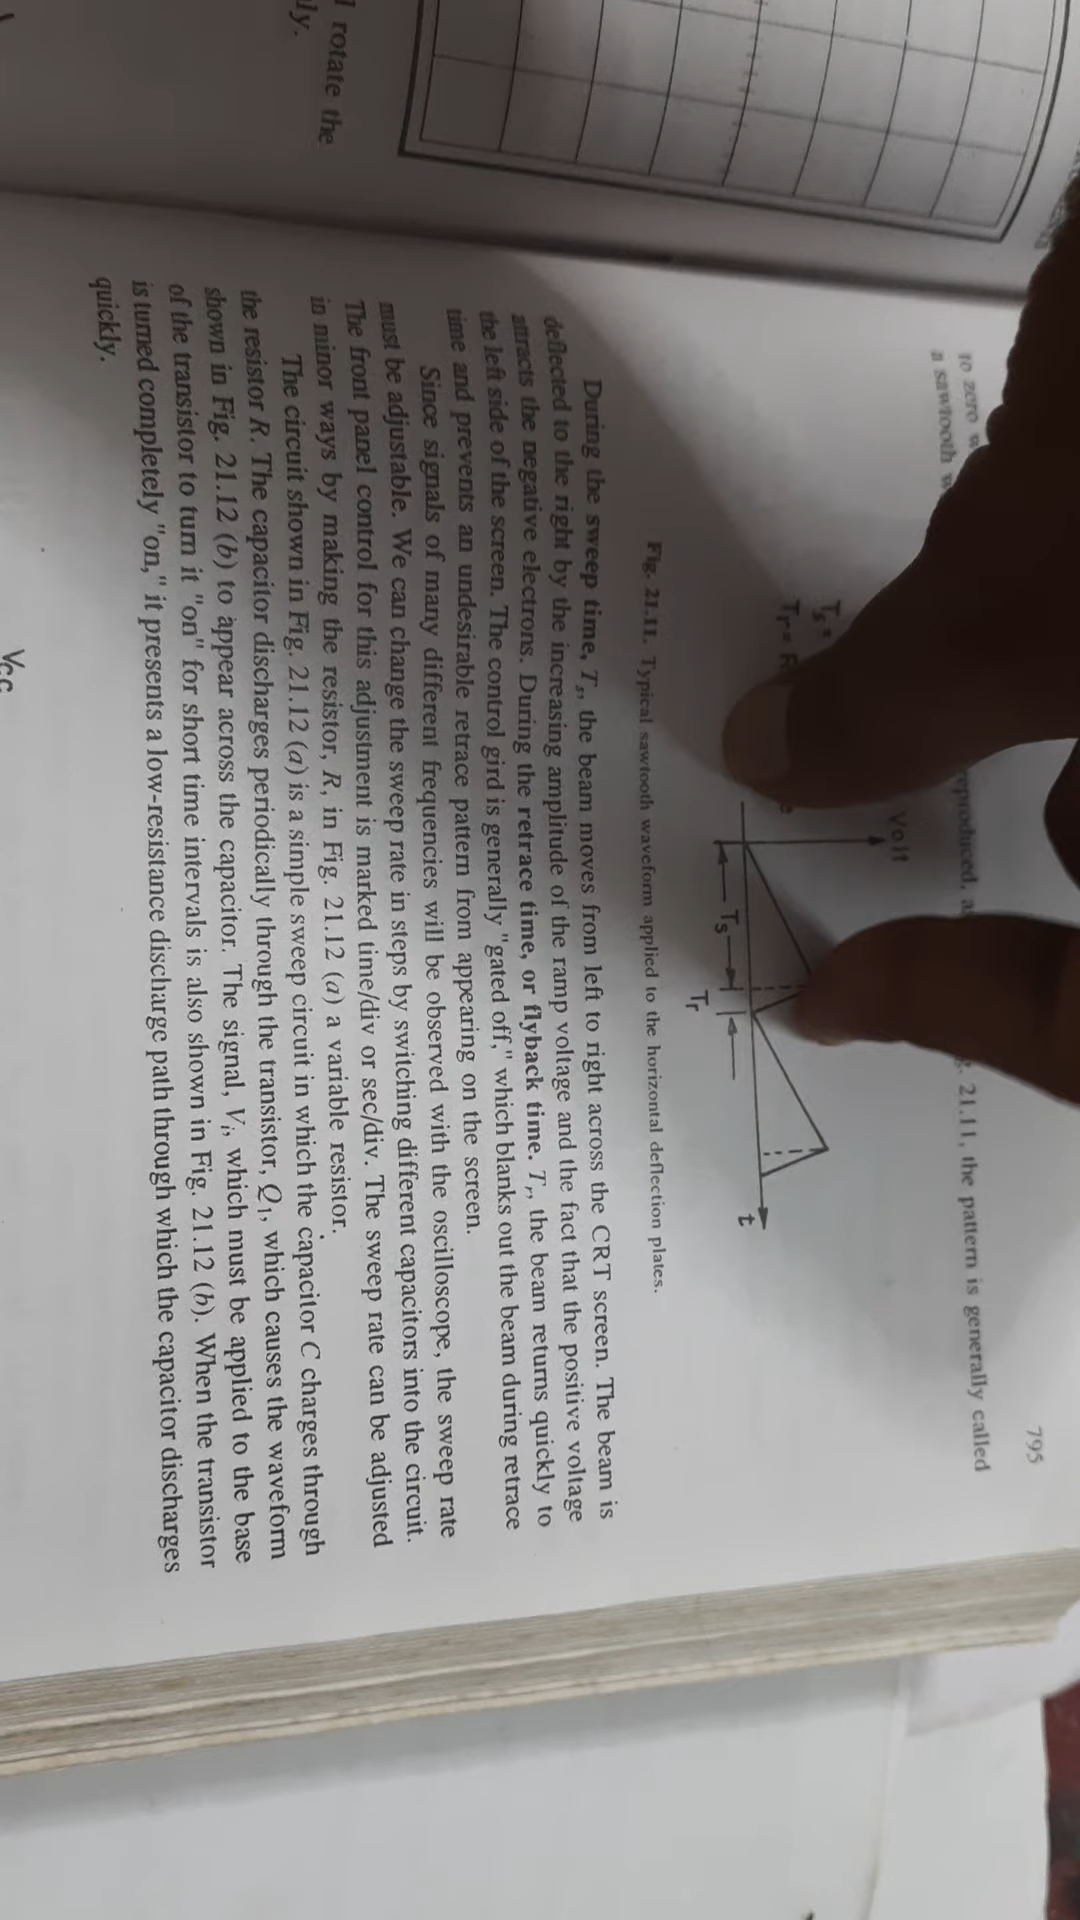 l rotate the
ly.
795
to zero
a sawtooth
reproduced,
21.11, the pattern is generally called
Volt
Ts =
Tr =
Ts
Tr
t
Fig. 21.11. Typical sawtooth waveform applied to the horizontal deflection plates.
During the sweep time, Ts, the beam moves from left to right across the CRT screen. The beam is
deflected to the right by the increasing amplitude of the ramp voltage and the fact that the positive voltage
attracts the negative electrons. During the retrace time, or flyback time. Tr, the beam returns quickly to
the left side of the screen. The control gird is generally "gated off," which blanks out the beam during retrace
time and prevents an undesirable retrace pattern from appearing on the screen.
Since signals of many different frequencies will be observed with the oscilloscope, the sweep rate
must be adjustable. We can change the sweep rate in steps by switching different capacitors into the circuit.
The front panel control for this adjustment is marked time/div or sec/div. The sweep rate can be adjusted
in minor ways by making the resistor, R, in Fig. 21.12 (a) a variable resistor.
The circuit shown in Fig. 21.12 (a) is a simple sweep circuit in which the capacitor C charges through
the resistor R. The capacitor discharges periodically through the transistor, Q1, which causes the waveform
shown in Fig. 21.12 (b) to appear across the capacitor. The signal, Vi, which must be applied to the base
of the transistor to turn it "on" for short time intervals is also shown in Fig. 21.12 (b). When the transistor
is turned completely "on," it presents a low-resistance discharge path through which the capacitor discharges
quickly.
Vcc